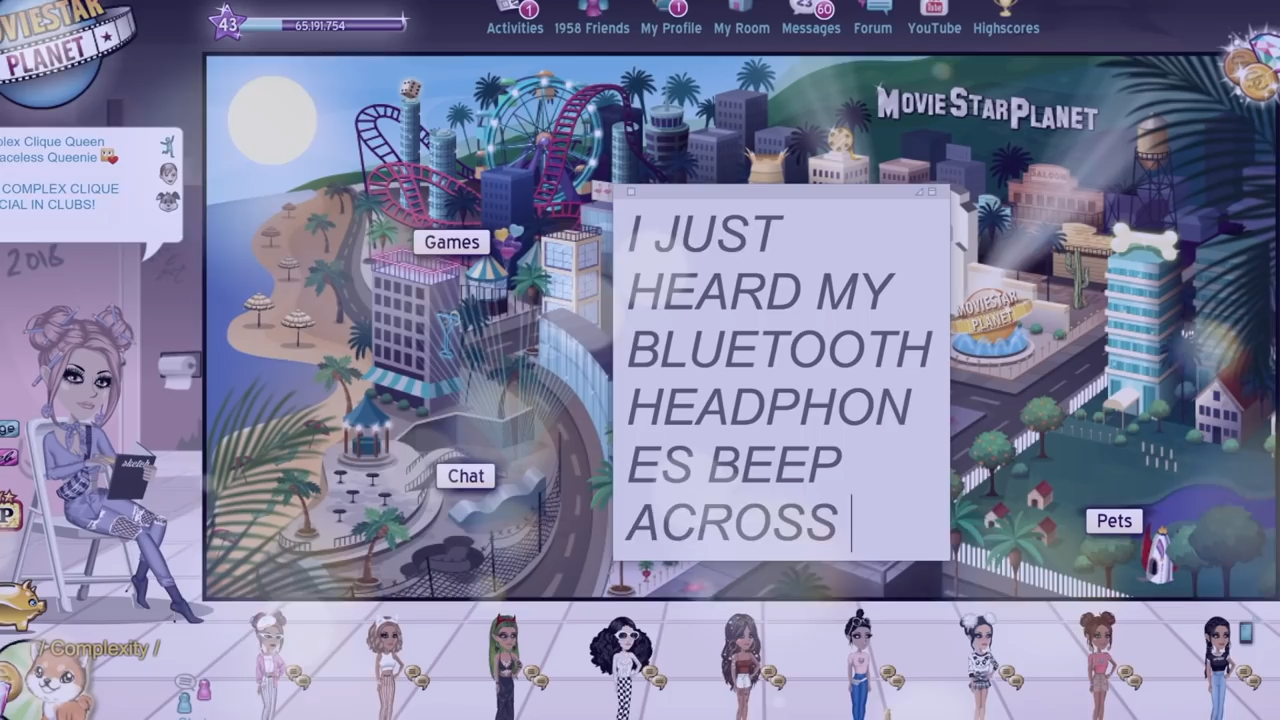 43
65,191,754
1
1
23
60
Activities
1958 Friends
My Profile
My Room
Messages
Forum
YouTube
Highscores
PLANET
MOVIESTARPLANET
plex Clique Queen
aceless Queenie
COMPLEX CLIQUE
CIAL IN CLUBS!
2016
SALOON
Games
I JUST
HEARD MY
BLUETOOTH
HEADPHON
ES BEEP
ACROSS
MOVIESTAR
PLANET
sketch
Chat
Pets
/ Complexity /